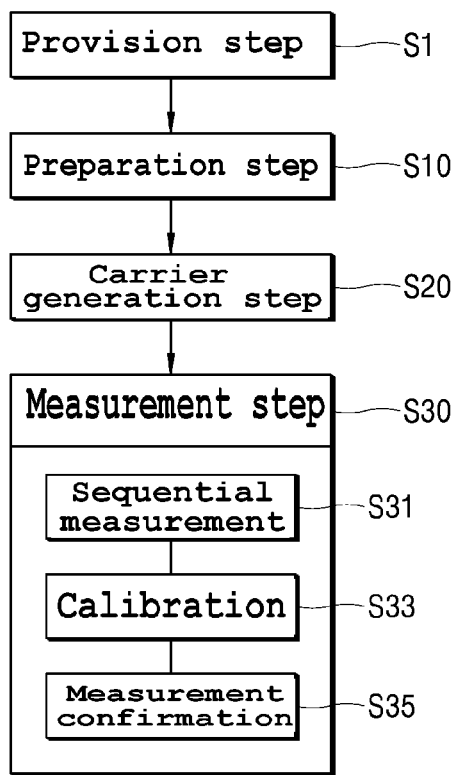 Provision step
S1
Preparation step
S10
Carrier
generation step
S20
Measurement step
S30
Sequential
measurement
S31
Calibration
S33
Measurement
confirmation
S35